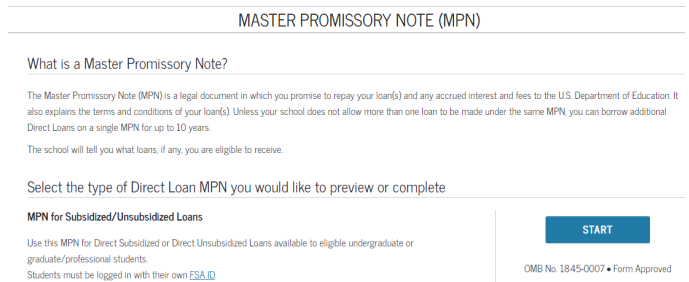 MASTER PROMISSORY NOTE (MPN)
What is a Master Promissory Note?
The Master Promissory Note (MPN) is a legal document in which you promise to repay your loan(s) and any accrued interest and fees to the U.S. Department of Education. It
also explains the terms and conditions of your loan(s). Unless your school does not allow more than one loan to be made under the same MPN, you can borrow additional
Direct Loans on a single MPN for up to 10 years.
The school will tell you what loans, if any, you are eligible to receive.
Select the type of Direct Loan MPN you would like to preview or complete
MPN for Subsidized/Unsubsidized Loans
Use this MPN for Direct Subsidized or Direct Unsubsidized Loans available to eligible undergraduate or
graduate/professional students.
Students must be logged in with their own FSA ID
START
OMB No. 1845-0007 • Form Approved